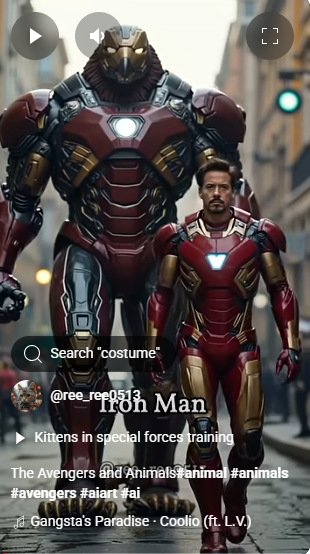 Search "costume"
@ree_ree0513
Iron Man
Kittens in special forces training
The Avengers and Animals#animal #animals
#avengers #aiart #ai
Gangsta's Paradise · Coolio (ft. L.V.)